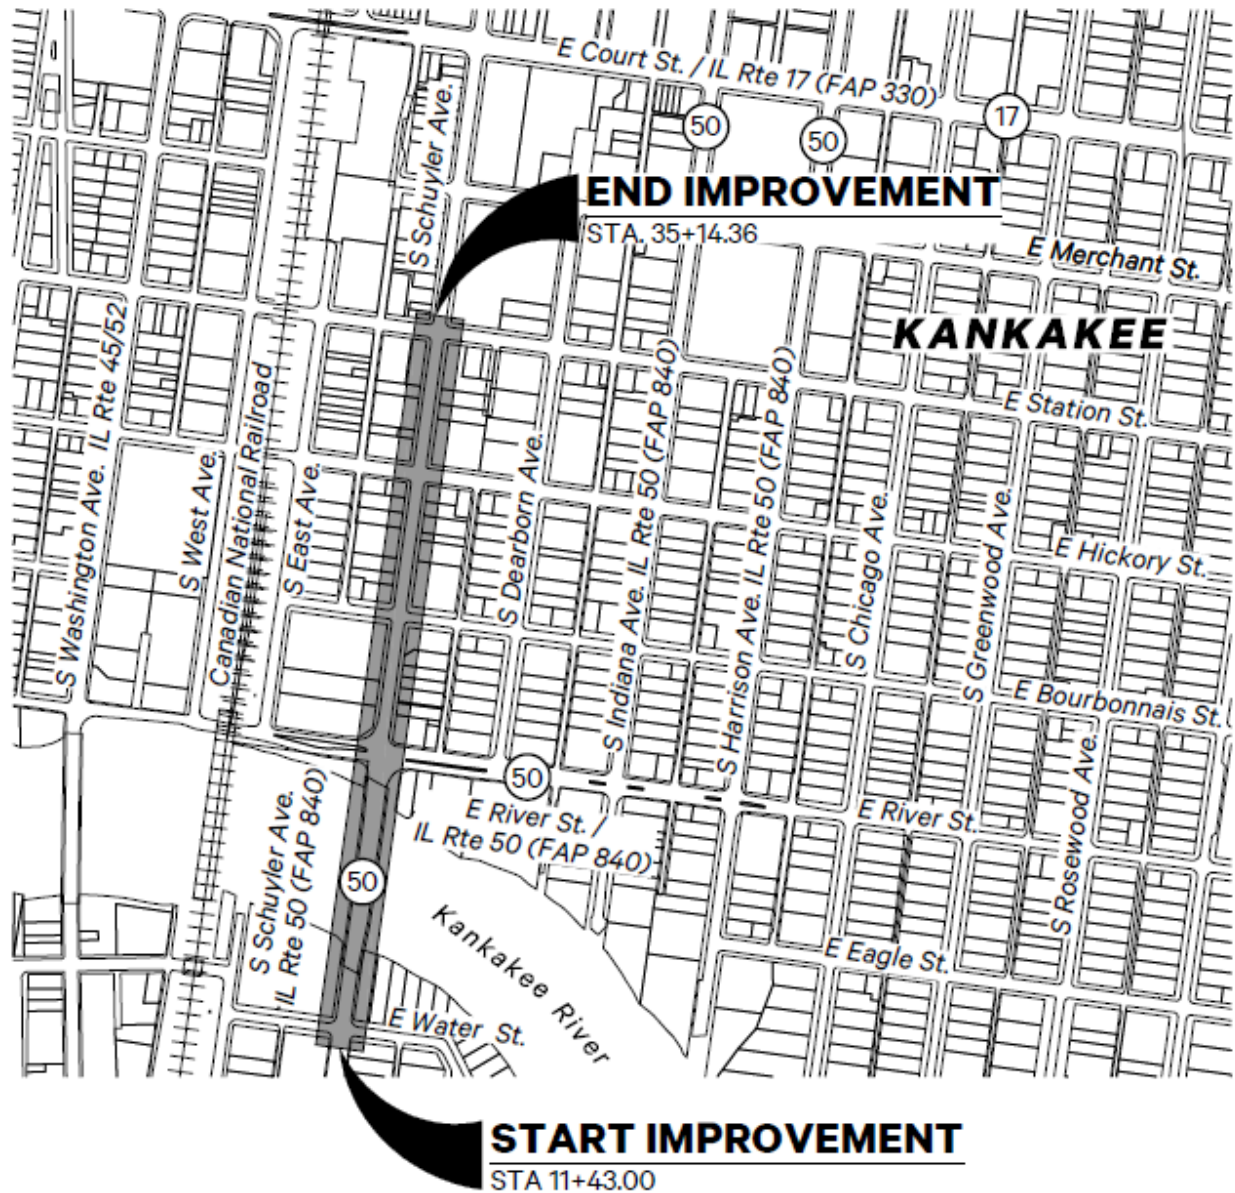 E Court St. / IL Rte 17 (FAP 330)
17
50
50
S Schuyler Ave.
END IMPROVEMENT
STA. 35+14.36
E Merchant St.
KANKAKEE
S Washington Ave. IL Rte 45/52
S West Ave.
Canadian National Railroad
S East Ave.
S Dearborn Ave.
S Indiana Ave. IL Rte 50 (FAP 840)
S Harrison Ave. IL Rte 50 (FAP 840)
S Chicago Ave.
S Greenwood Ave.
E Station St.
E Hickory St.
E Bourbonnais St.
S Rosewood Ave.
50
E River St. /
IL Rte 50 (FAP 840)
E River St.
S Schuyler Ave.
IL Rte 50 (FAP 840)
50
Kankakee River
E Eagle St.
E Water St.
START IMPROVEMENT
STA 11+43.00